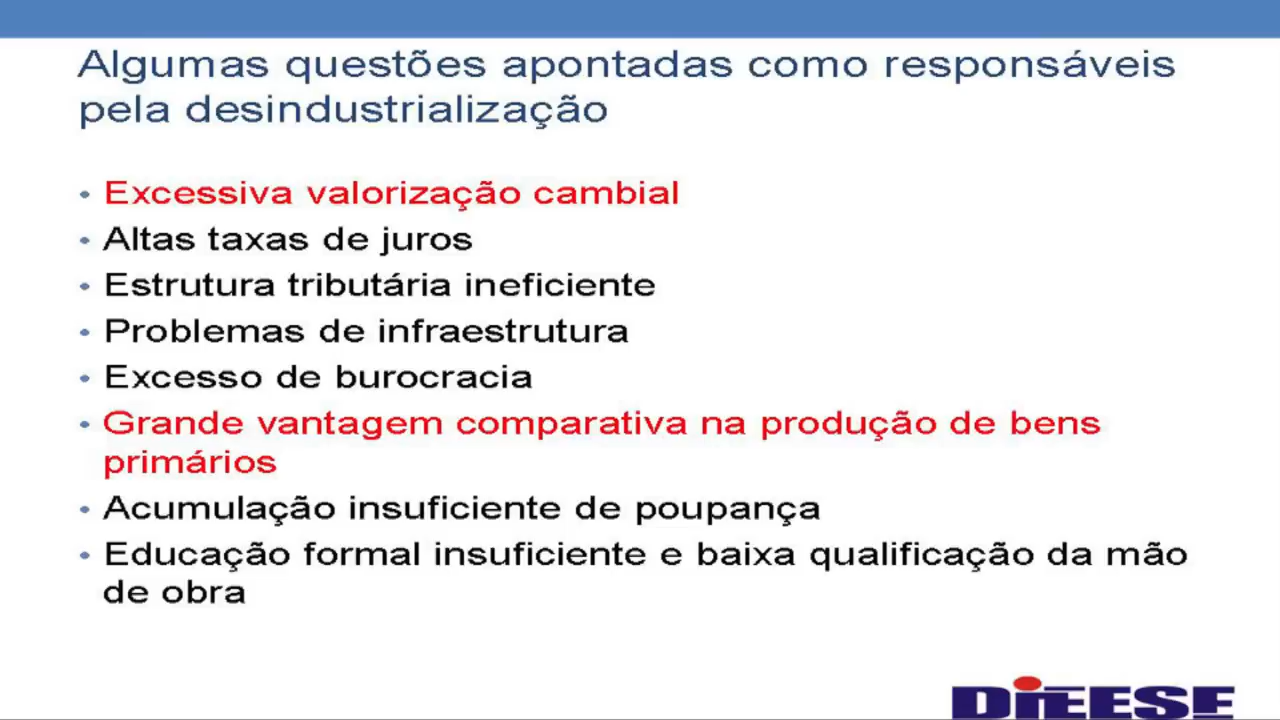 Algumas questões apontadas como responsáveis
pela desindustrialização
• Excessiva valorização cambial
• Altas taxas de juros
• Estrutura tributária ineficiente
• Problemas de infraestrutura
• Excesso de burocracia
• Grande vantagem comparativa na produção de bens
primários
• Acumulação insuficiente de poupança
• Educação formal insuficiente e baixa qualificação da mão
de obra
DIEESE